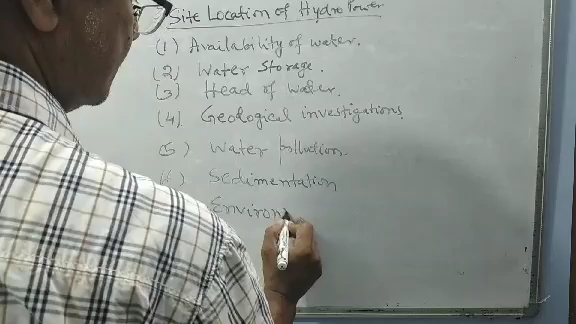 Site Location of Hydro Power
(1) Availability of water.
(2) Water Storage.
(3) Head of Water.
(4) Geological investigations.
(5) Water pollution.
(6) Sedimentation
Environ